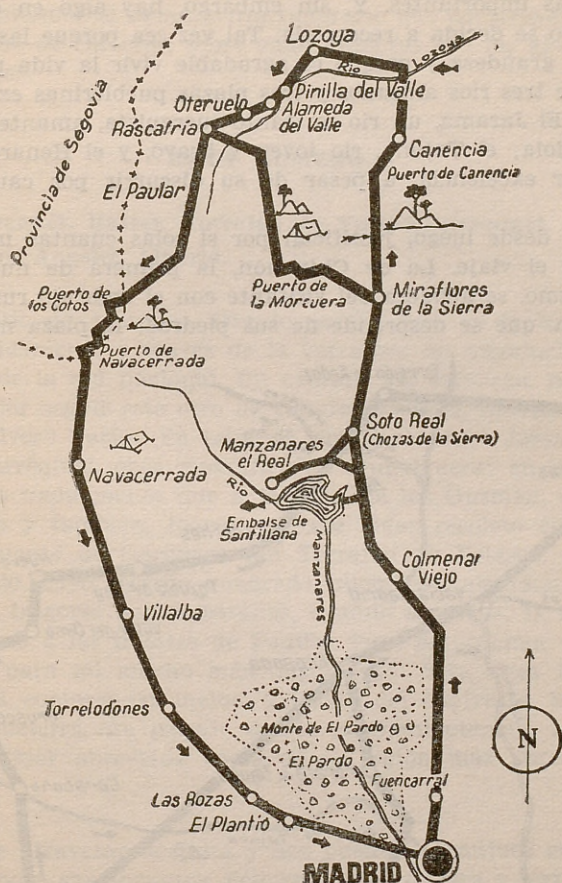 Lozoya
Río
Lozoya
Pinilla del Valle
Oteruelo
Alameda
del Valle
Rascafria
Canencia
Puerto de Canencia
Provincia de Segovia
El Paular
Puerto de
los Cotos
Puerto de
la Morcuera
Miraflores
de la Sierra
Puerto de
Navacerrada
Soto Real
(Chozas de la Sierra)
Manzanares
el Real
Navacerrada
Río
Embalse de
Santillana
Manzanares
Colmenar
Viejo
Villalba
Torrelodones
Monte de El Pardo
N
El Pardo
Fuencarral
Las Rozas
El Plantio
MADRID